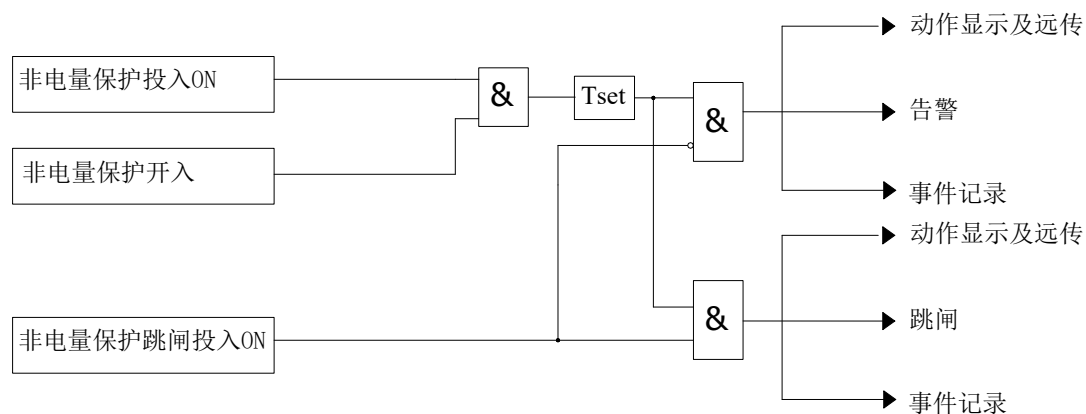 动作显示及远传
非电量保护投入ON
&
Tset
&
告警
非电量保护开入
事件记录
动作显示及远传
非电量保护跳闸投入ON
&
跳闸
事件记录